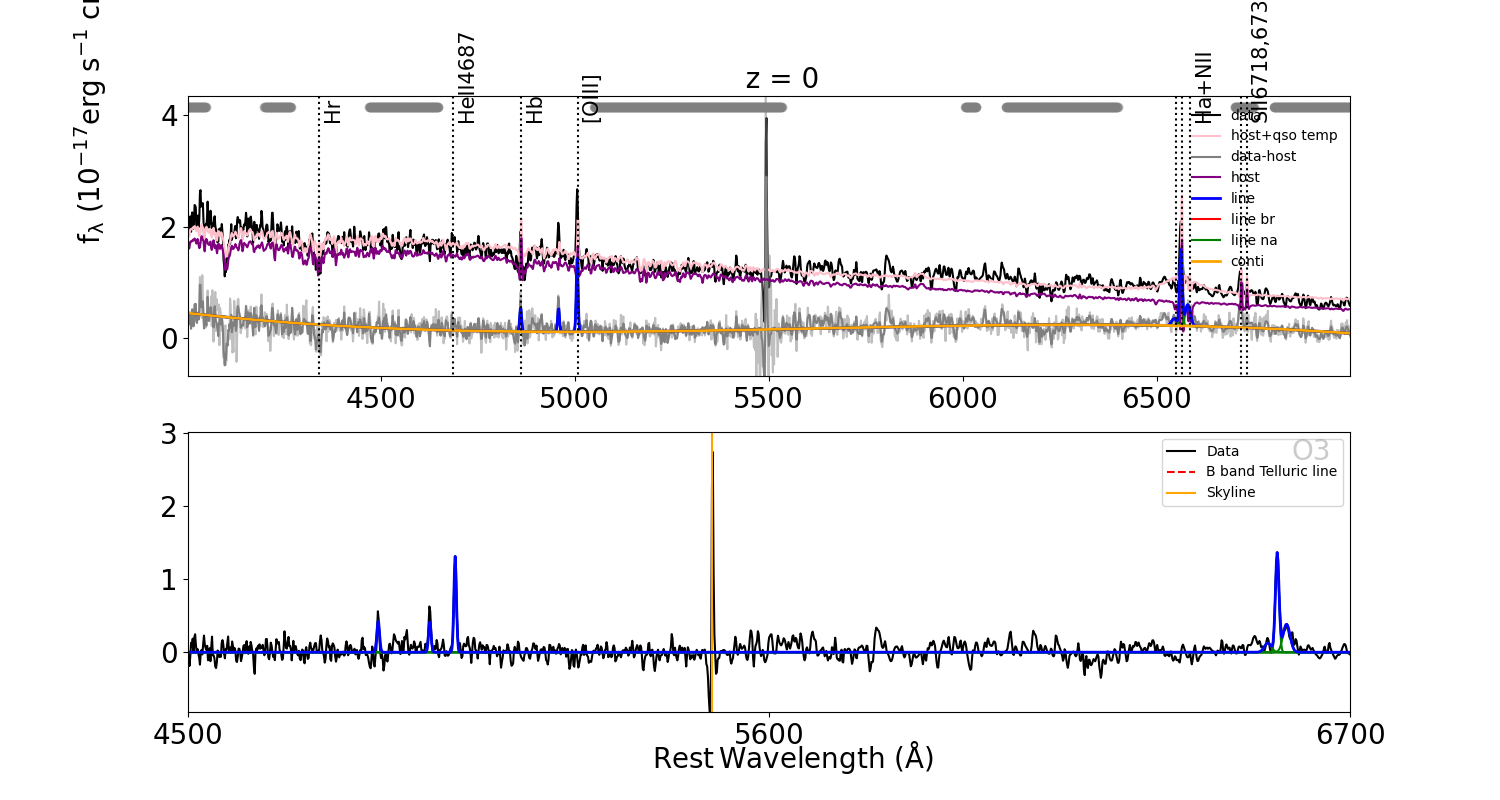 z = 0
Hr
HeII4687
Hb
[OIII]
Ha+NII
f_λ (10^−17 erg s^−1
4
2
0
data
host+qso temp
data-host
host
line
line br
line na
conti
4500 5000 5500 6000 6500
3
2
1
0
O3
Data
B band Telluric line
Skyline
4500 5600 6700
Rest Wavelength (Å)